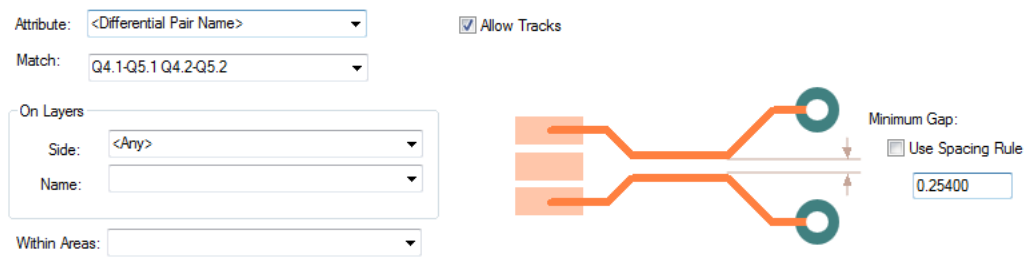 Attribute: <Differential Pair Name>
Allow Tracks
Match: Q4.1-Q5.1 Q4.2-Q5.2
On Layers
Side: <Any>
Name:
Within Areas:
Minimum Gap:
Use Spacing Rule
0.25400